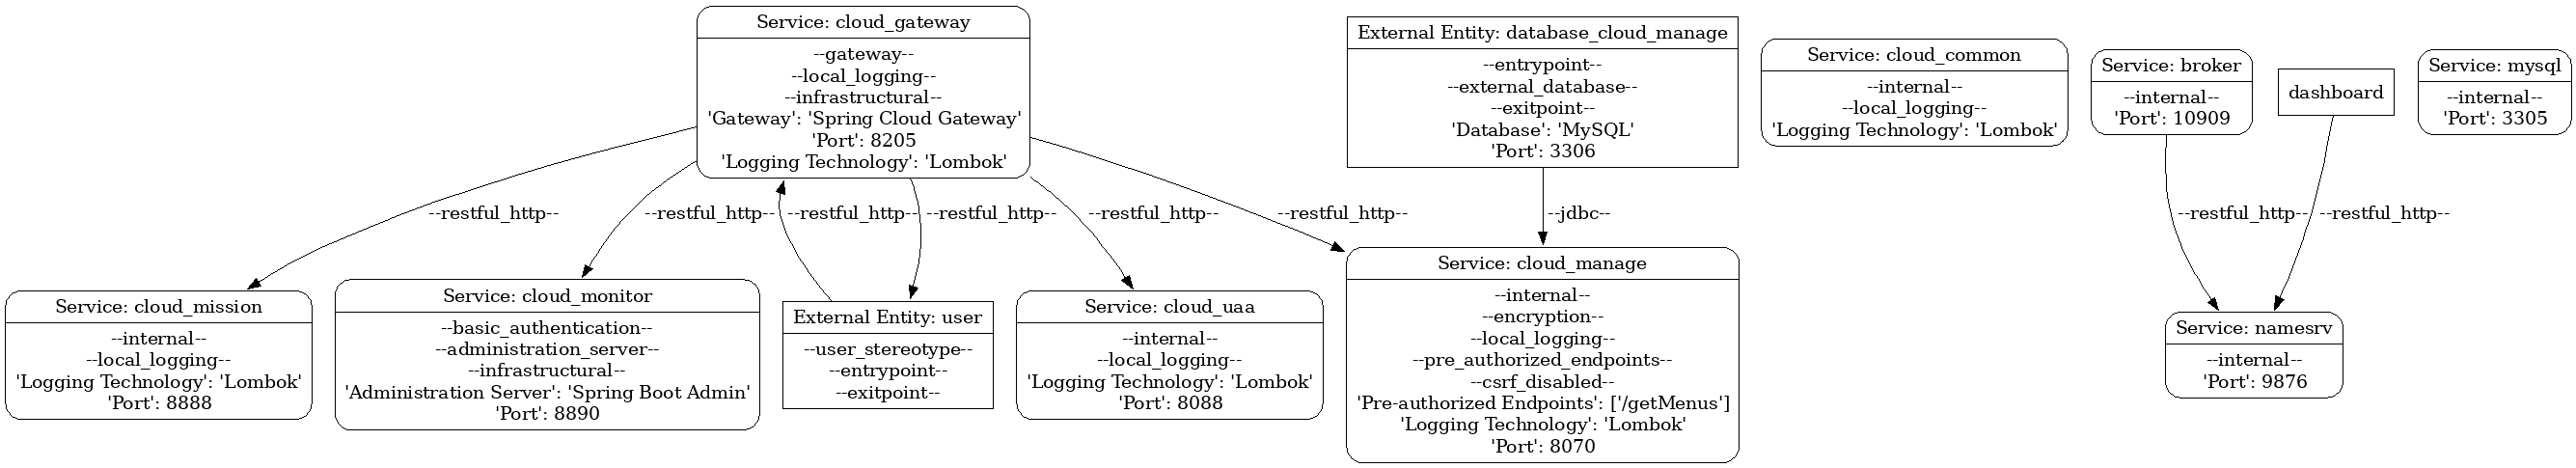 Service: cloud_gateway
--gateway--
--local_logging--
--infrastructural--
'Gateway': 'Spring Cloud Gateway'
'Port': 8205
'Logging Technology': 'Lombok'
External Entity: database_cloud_manage
--entrypoint--
--external_database--
--exitpoint--
'Database': 'MySQL'
'Port': 3306
Service: cloud_common
--internal--
--local_logging--
'Logging Technology': 'Lombok'
Service: broker
--internal--
'Port': 10909
dashboard
Service: mysql
--internal--
'Port': 3305
--restful_http--
--restful_http--
--restful_http--
--restful_http--
--restful_http--
--restful_http--
--jdbc--
--restful_http--
--restful_http--
Service: cloud_mission
--internal--
--local_logging--
'Logging Technology': 'Lombok'
'Port': 8888
Service: cloud_monitor
--basic_authentication--
--administration_server--
--infrastructural--
'Administration Server': 'Spring Boot Admin'
'Port': 8890
External Entity: user
--user_stereotype--
--entrypoint--
--exitpoint--
Service: cloud_uaa
--internal--
--local_logging--
'Logging Technology': 'Lombok'
'Port': 8088
Service: cloud_manage
--internal--
--encryption--
--local_logging--
--pre_authorized_endpoints--
--csrf_disabled--
'Pre-authorized Endpoints': ['/getMenus']
'Logging Technology': 'Lombok'
'Port': 8070
Service: namesrv
--internal--
'Port': 9876